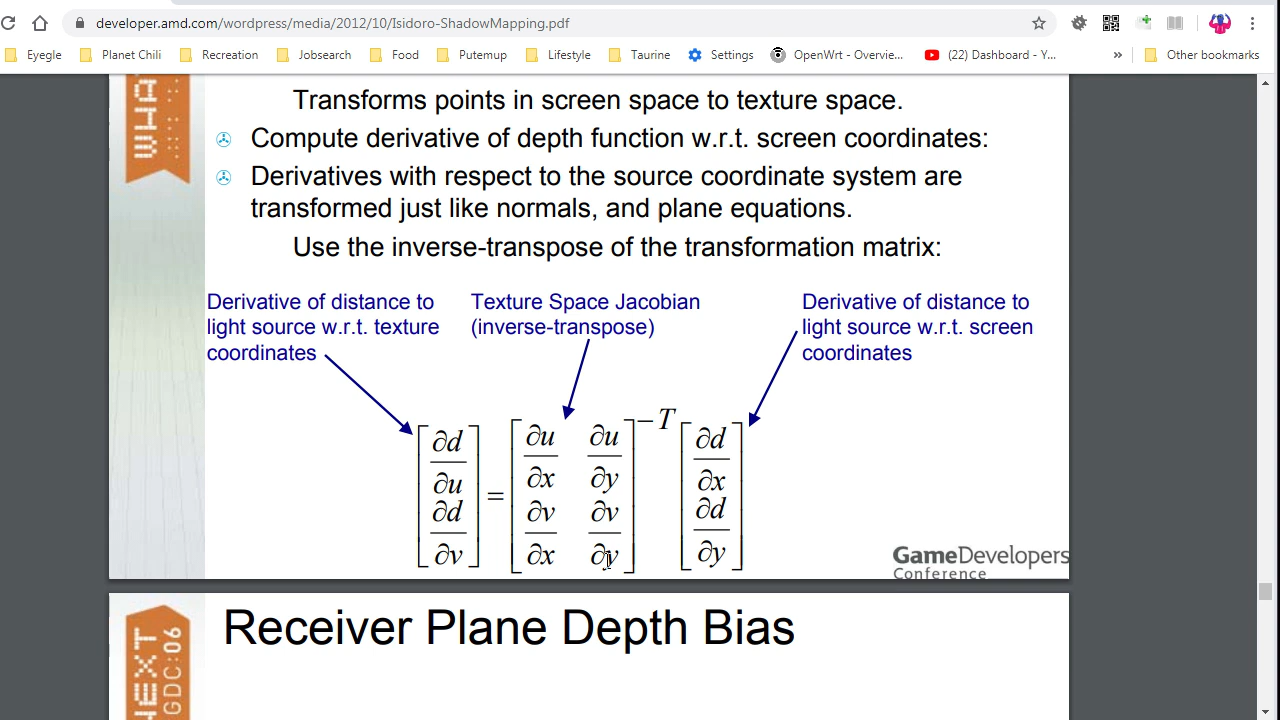 developer.amd.com/wordpress/media/2012/10/Isidoro-ShadowMapping.pdf
Eyegle Planet Chili Recreation Jobsearch Food Putemup Lifestyle Taurine Settings OpenWrt - Overvie... (22) Dashboard - Y... » Other bookmarks
WHA
Transforms points in screen space to texture space.
Compute derivative of depth function w.r.t. screen coordinates:
Derivatives with respect to the source coordinate system are
transformed just like normals, and plane equations.
Use the inverse-transpose of the transformation matrix:
Derivative of distance to
light source w.r.t. texture
coordinates
Texture Space Jacobian
(inverse-transpose)
Derivative of distance to
light source w.r.t. screen
coordinates
[∂d/∂u ∂d/∂v] = [∂u/∂x ∂u/∂y ∂v/∂x ∂v/∂y]^−T [∂d/∂x ∂d/∂y]
GameDevelopers
Conference
NEXT
GDC:06
Receiver Plane Depth Bias